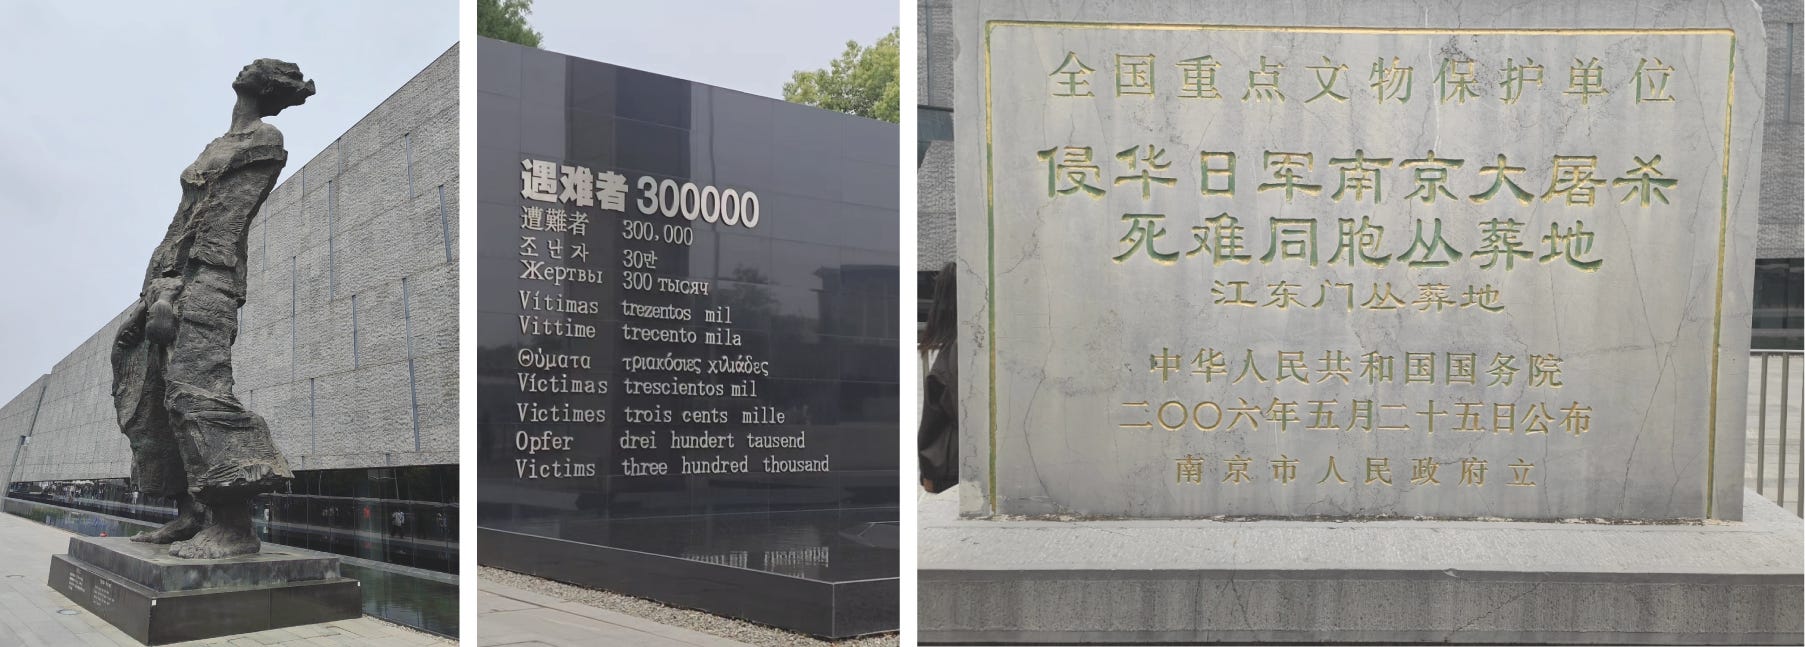 遇难者 300000
遭難者 300,000
조난자 30만
Жертвы 300 тысяч
Vítimas trezentos mil
Vittime trecento mila
Θύματα τριακόσιες χιλιάδες
Víctimas trescientos mil
Victimes trois cents mille
Opfer drei hundert tausend
Victims three hundred thousand
全国重点文物保护单位
侵华日军南京大屠杀
死难同胞丛葬地
江东门丛葬地
中华人民共和国国务院
二〇〇六年五月二十五日公布
南京市人民政府立